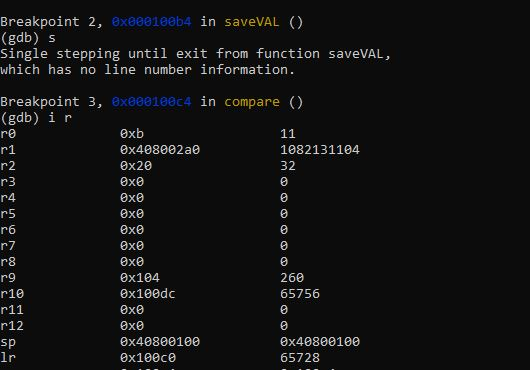 Breakpoint 2, 0x000100b4 in saveVAL ()
(gdb) s
Single stepping until exit from function saveVAL,
which has no line number information.
Breakpoint 3, 0x000100c4 in compare ()
(gdb) i r
r0 0xb 11
r1 0x408002a0 1082131104
r2 0x20 32
r3 0x0 0
r4 0x0 0
r5 0x0 0
r6 0x0 0
r7 0x0 0
r8 0x0 0
r9 0x104 260
r10 0x100dc 65756
r11 0x0 0
r12 0x0 0
sp 0x40800100 0x40800100
lr 0x100c0 65728